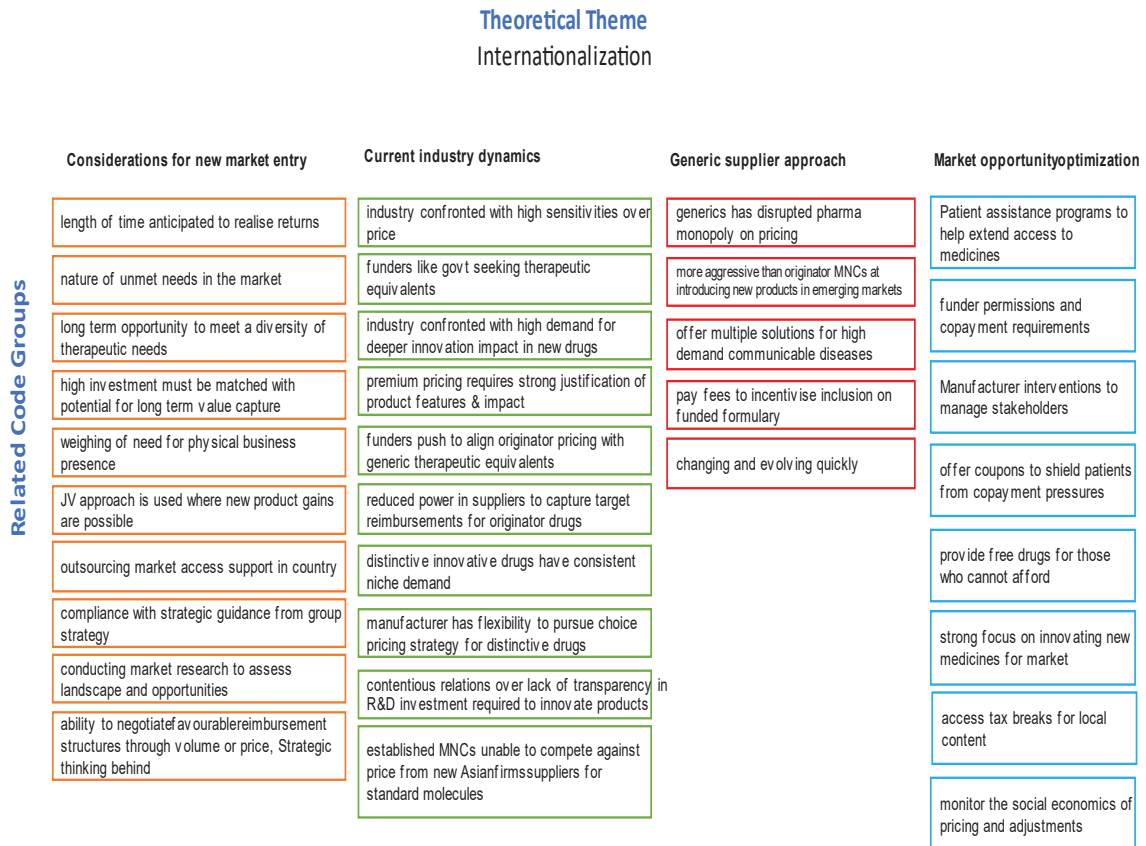 Theoretical Theme
Internationalization
Related Code Groups
Considerations for new market entry
length of time anticipated to realise returns
nature of unmet needs in the market
long term opportunity to meet a diversity of
therapeutic needs
high investment must be matched with
potential for long term value capture
weighing of need for physical business
presence
JV approach is used where new product gains
are possible
outsourcing market access support in country
compliance with strategic guidance from group
strategy
conducting market research to assess
landscape and opportunities
ability to negotiatefavourablereimbursement
structures through volume or price, Strategic
thinking behind
Current industry dynamics
industry confronted with high sensitivities over
price
funders like govt seeking therapeutic
equivalents
industry confronted with high demand for
deeper innovation impact in new drugs
premium pricing requires strong justification of
product features & impact
funders push to align originator pricing with
generic therapeutic equivalents
reduced power in suppliers to capture target
reimbursements for originator drugs
distinctive innovative drugs have consistent
niche demand
manufacturer has flexibility to pursue choice
pricing strategy for distinctive drugs
contentious relations over lack of transparency in
R&D investment required to innovate products
established MNCs unable to compete against
price from new Asianfirmssuppliers for
standard molecules
Generic supplier approach
generics has disrupted pharma
monopoly on pricing
more aggressive than originator MNCs at
introducing new products in emerging markets
offer multiple solutions for high
demand communicable diseases
pay fees to incentivise inclusion on
funded formulary
changing and evolving quickly
Market opportunityoptimization
Patient assistance programs to
help extend access to
medicines
funder permissions and
copayment requirements
Manufacturer interventions to
manage stakeholders
offer coupons to shield patients
from copayment pressures
provide free drugs for those
who cannot afford
strong focus on innovating new
medicines for market
access tax breaks for local
content
monitor the social economics of
pricing and adjustments